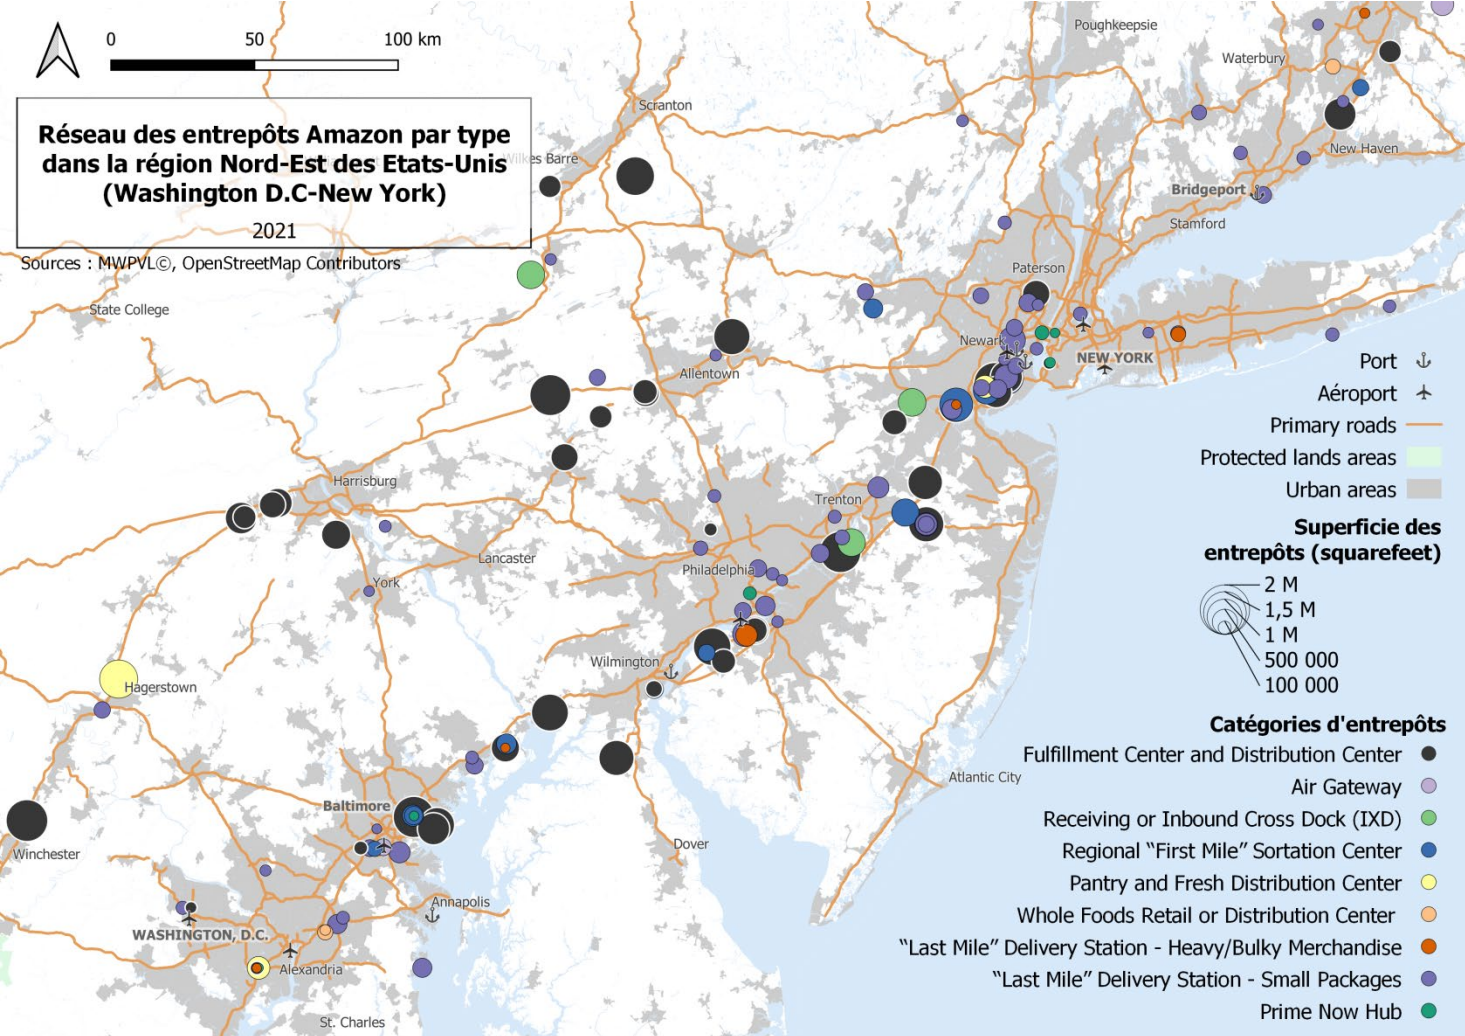 0 50 100 km
Réseau des entrepôts Amazon par type
dans la région Nord-Est des Etats-Unis
(Washington D.C-New York)
2021
Sources : MWPVL©, OpenStreetMap Contributors
Poughkeepsie
Waterbury
Scranton
New Haven
Wilkes Barre
Bridgeport
Stamford
Paterson
State College
Newark
NEW YORK
Allentown
Harrisburg
Trenton
Lancaster
Philadelphia
York
Wilmington
Hagerstown
Atlantic City
Baltimore
Dover
Winchester
Annapolis
WASHINGTON, D.C.
Alexandria
St. Charles
Port
Aéroport
Primary roads
Protected lands areas
Urban areas
Superficie des
entrepôts (squarefeet)
2 M
1,5 M
1 M
500 000
100 000
Catégories d'entrepôts
Fulfillment Center and Distribution Center
Air Gateway
Receiving or Inbound Cross Dock (IXD)
Regional “First Mile” Sortation Center
Pantry and Fresh Distribution Center
Whole Foods Retail or Distribution Center
“Last Mile” Delivery Station - Heavy/Bulky Merchandise
“Last Mile” Delivery Station - Small Packages
Prime Now Hub